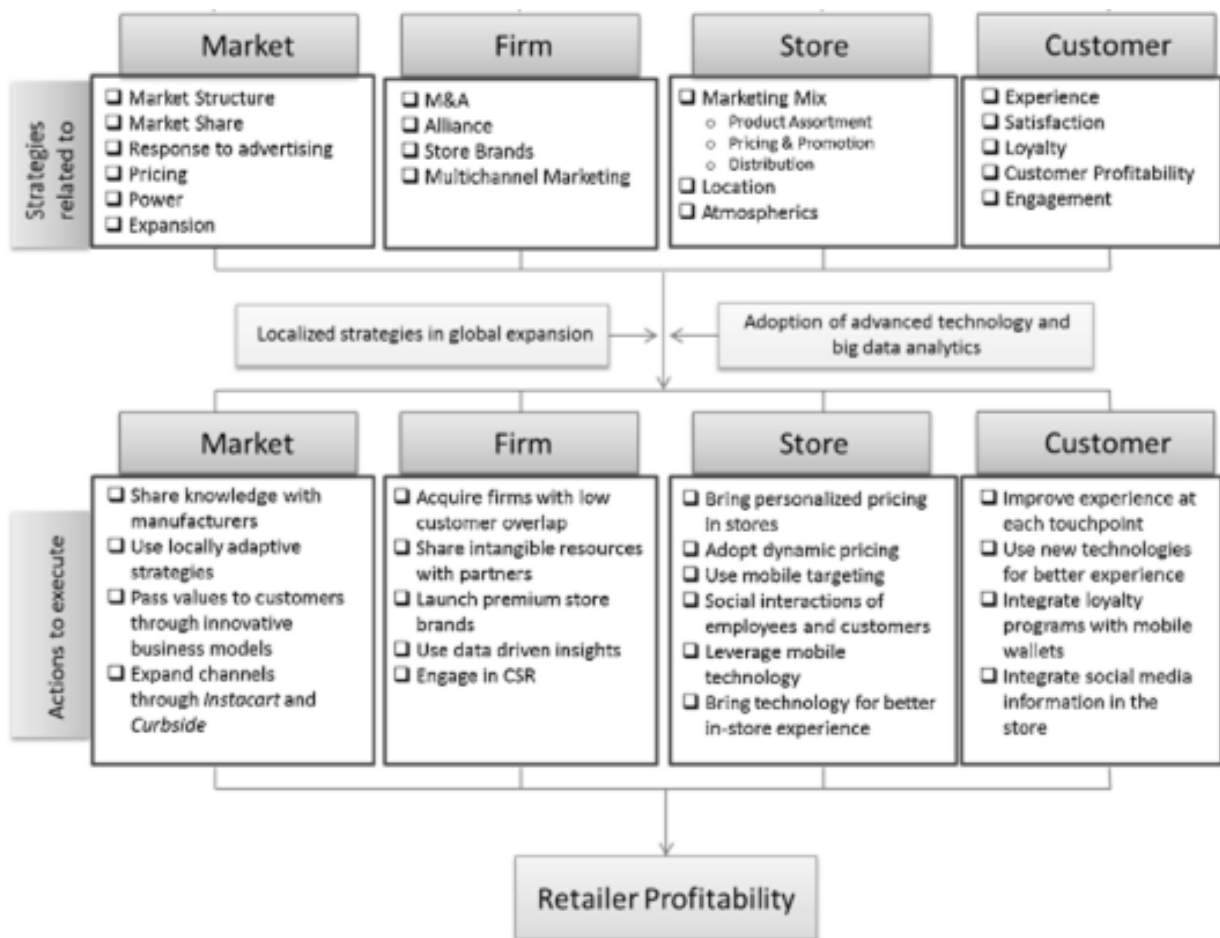 Market
Firm
Store
Customer
Strategies
related to
Market Structure
Market Share
Response to advertising
Pricing
Power
Expansion
M&A
Alliance
Store Brands
Multichannel Marketing
Marketing Mix
Product Assortment
Pricing & Promotion
Distribution
Location
Atmospherics
Experience
Satisfaction
Loyalty
Customer Profitability
Engagement
Localized strategies in global expansion
Adoption of advanced technology and
big data analytics
Market
Firm
Store
Customer
Actions to execute
Share knowledge with
manufacturers
Use locally adaptive
strategies
Pass values to customers
through innovative
business models
Expand channels
through Instacart and
Curbside
Acquire firms with low
customer overlap
Share intangible resources
with partners
Launch premium store
brands
Use data driven insights
Engage in CSR
Bring personalized pricing
in stores
Adopt dynamic pricing
Use mobile targeting
Social interactions of
employees and customers
Leverage mobile
technology
Bring technology for better
in-store experience
Improve experience at
each touchpoint
Use new technologies
for better experience
Integrate loyalty
programs with mobile
wallets
Integrate social media
information in the
store
Retailer Profitability